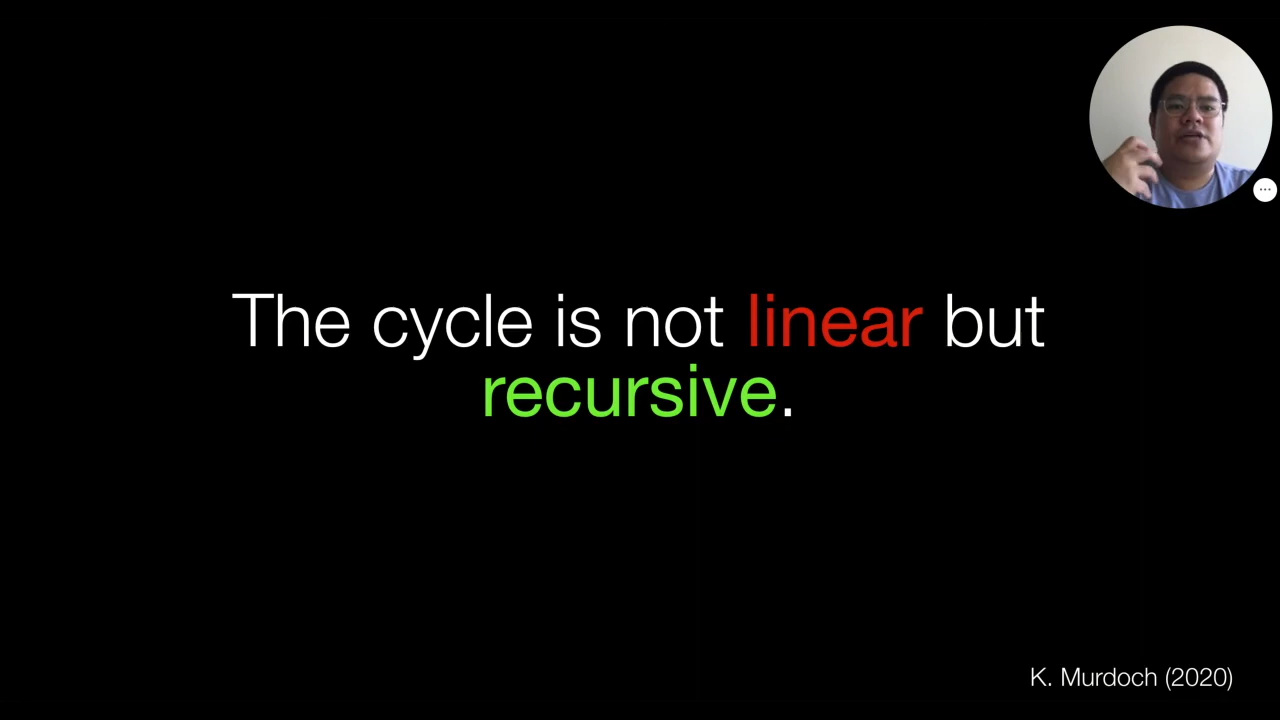 The cycle is not linear but
recursive.
K. Murdoch (2020)